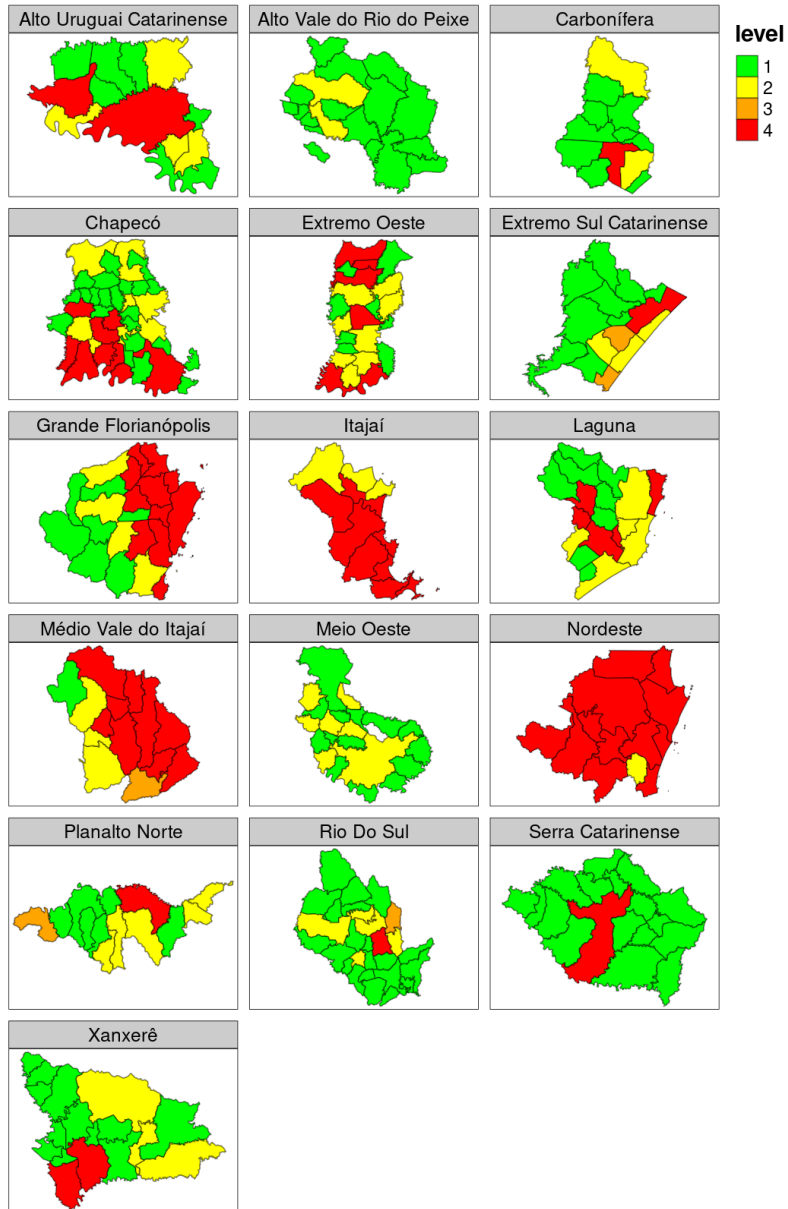 Alto Uruguai Catarinense
Alto Vale do Rio do Peixe
Carbonífera
level
1
2
3
4
Chapecó
Extremo Oeste
Extremo Sul Catarinense
Grande Florianópolis
Itajaí
Laguna
Médio Vale do Itajaí
Meio Oeste
Nordeste
Planalto Norte
Rio Do Sul
Serra Catarinense
Xanxerê